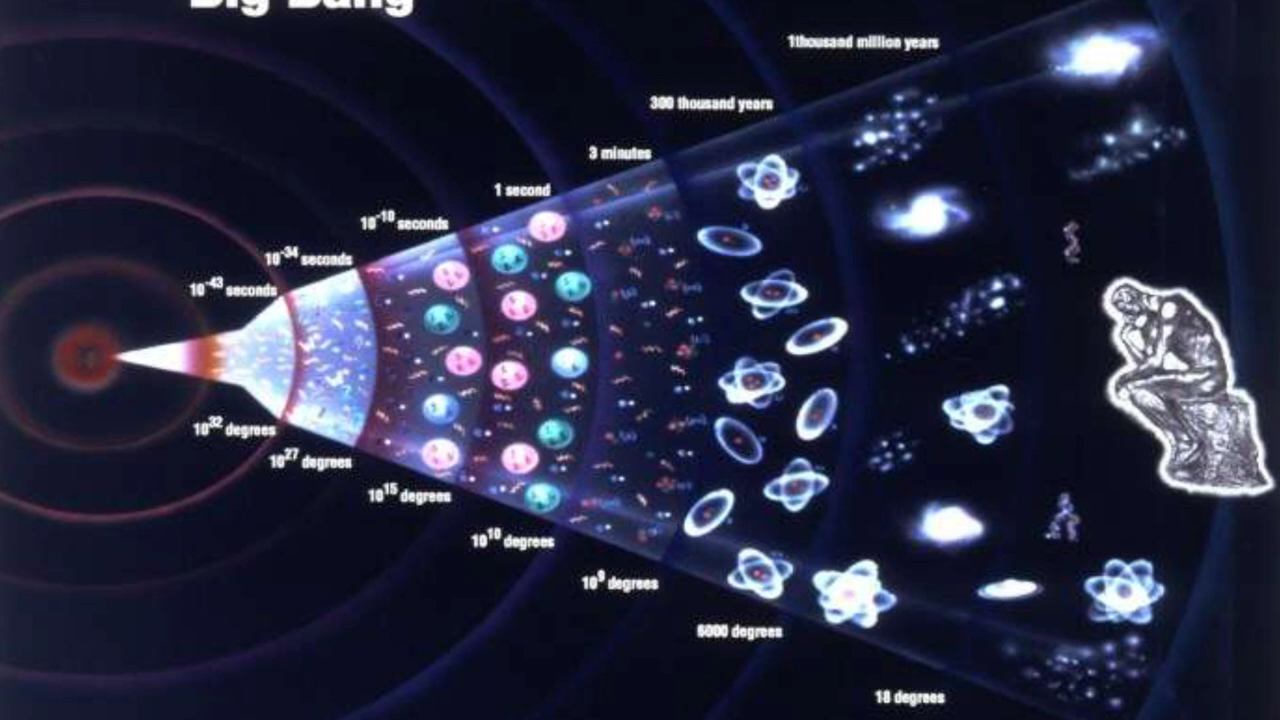 Big Bang
1thousand million years
300 thousand years
3 minutes
1 second
10⁻¹⁰ seconds
10⁻³⁴ seconds
10⁻⁴³ seconds
10³² degrees
10²⁷ degrees
10¹⁵ degrees
10¹⁰ degrees
10⁹ degrees
6000 degrees
18 degrees